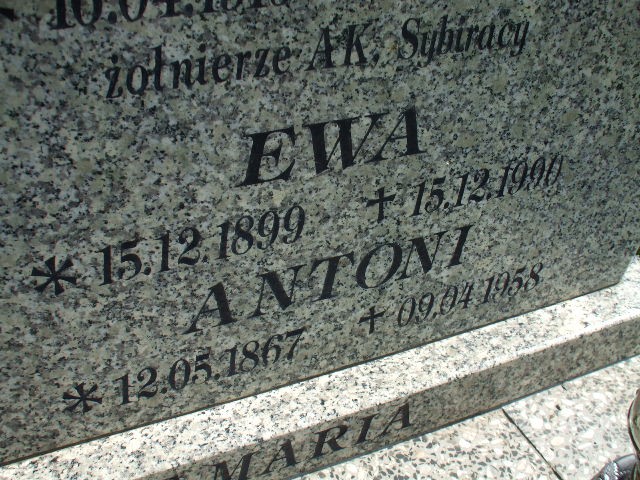 żołnierze AK, Sybiracy
EWA
* 15.12.1899 † 15.12.1990
ANTONI
* 12.05.1867 † 09.04.1958
MARIA